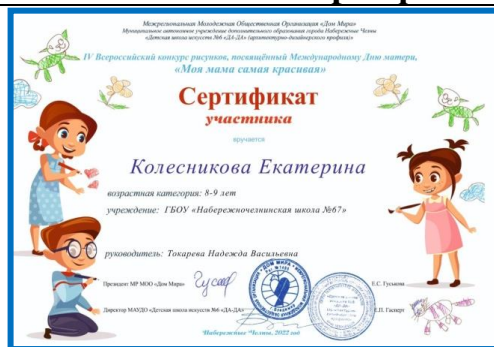 Межрегиональная Молодежная Общественная Организация «Дом Мира»
Муниципальное автономное учреждение дополнительного образования города Набережные Челны
«Детская школа искусств №6 «ДА-ДА» (архитектурно-дизайнерского профиля)»
IV Всероссийский конкурс рисунков, посвящённый Международному Дню матери,
«Моя мама самая красивая»
Сертификат
участника
вручается
Колесникова Екатерина
возрастная категория: 8-9 лет
учреждение: ГБОУ «Набережночелнинская школа №67»
руководитель: Токарева Надежда Васильевна
Президент МР МОО «Дом Мира»
Е.С. Гуськова
Директор МАУДО «Детская школа искусств №6 «ДА-ДА»
Набережные Челны, 2022 год